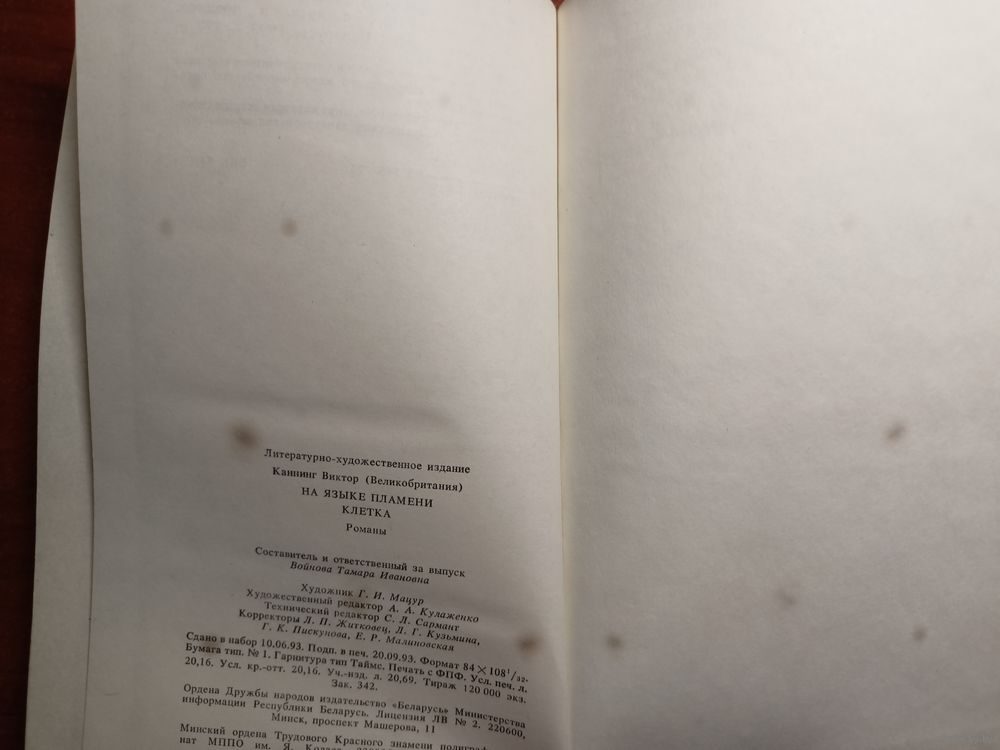 Литературно-художественное издание
Каннинг Виктор (Великобритания)
НА ЯЗЫКЕ ПЛАМЕНИ
КЛЕТКА
Романы
Составитель и ответственный за выпуск
Войнова Тамара Ивановна
Художник Г. И. Мацур
Художественный редактор А. А. Кулаженко
Технический редактор С. Л. Сармант
Корректоры Л. П. Житковец, Л. Г. Кузьмина,
Г. К. Пискунова, Е. Р. Малиновская
Сдано в набор 10.06.93. Подп. в печ. 20.09.93. Формат 84×108¹/₃₂.
Бумага тип. № 1. Гарнитура тип Таймс. Печать с ФПФ. Усл. печ. л.
20,16. Усл. кр.-отт. 20,16. Уч.-изд. л. 20,69. Тираж 120 000 экз.
Зак. 342.
Ордена Дружбы народов издательство «Беларусь» Министерства
информации Республики Беларусь. Лицензия ЛВ № 2. 220600,
Минск, проспект Машерова, 11
Минский ордена Трудового Красного знамени полигра
нат МППО им. Я.